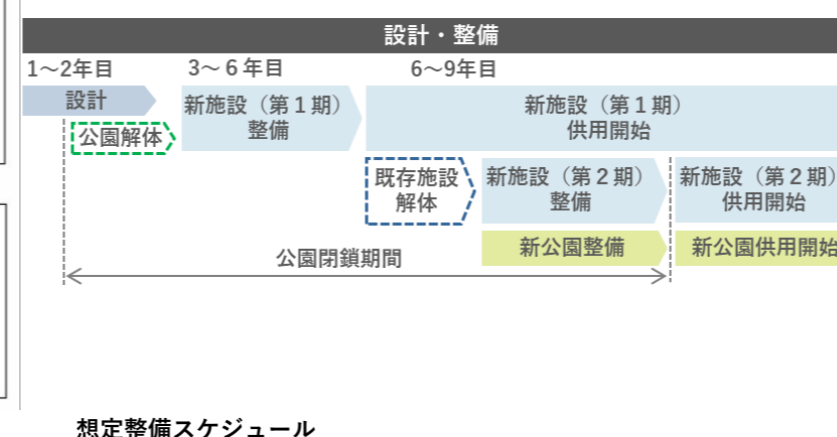 設計・整備
1～2年目
3～６年目
6～9年目
設計
公園解体
新施設（第１期）
整備
新施設（第１期）
供用開始
既存施設
解体
新施設（第２期）
整備
新施設（第２期）
供用開始
新公園整備
新公園供用開始
公園閉鎖期間
想定整備スケジュール